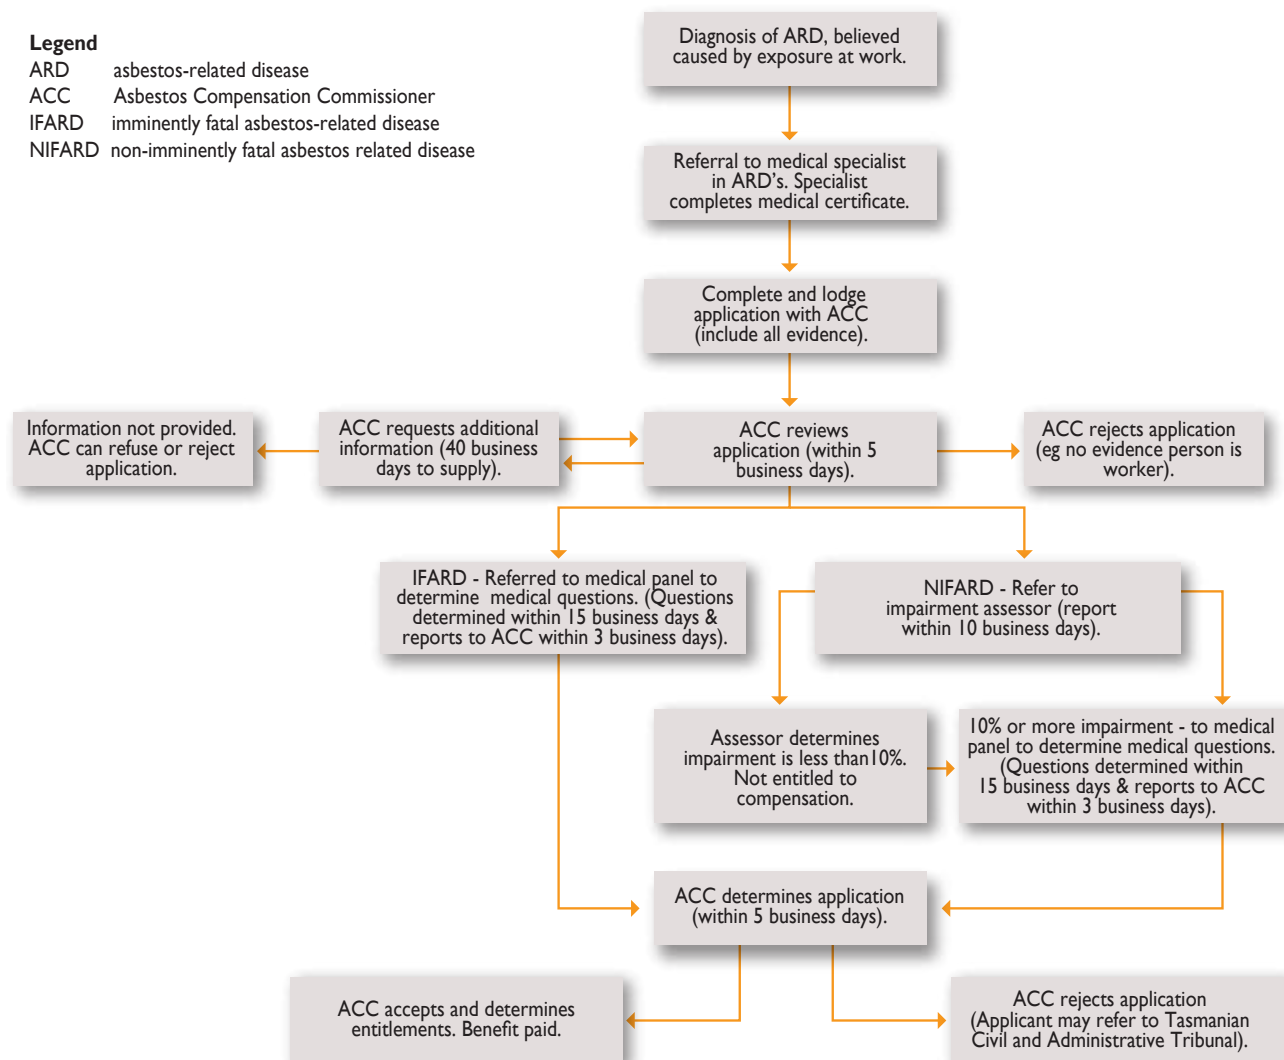 Legend
ARD asbestos-related disease
ACC Asbestos Compensation Commissioner
IFARD imminently fatal asbestos-related disease
NIFARD non-imminently fatal asbestos related disease
Diagnosis of ARD, believed
caused by exposure at work.
Referral to medical specialist
in ARD's. Specialist
completes medical certificate.
Complete and lodge
application with ACC
(include all evidence).
Information not provided.
ACC can refuse or reject
application.
ACC requests additional
information (40 business
days to supply).
ACC reviews
application (within 5
business days).
ACC rejects application
(eg no evidence person is
worker).
IFARD - Referred to medical panel to
determine medical questions. (Questions
determined within 15 business days &
reports to ACC within 3 business days).
NIFARD - Refer to
impairment assessor (report
within 10 business days).
Assessor determines
impairment is less than10%.
Not entitled to
compensation.
10% or more impairment - to medical
panel to determine medical questions.
(Questions determined within
15 business days & reports to ACC
within 3 business days).
ACC determines application
(within 5 business days).
ACC accepts and determines
entitlements. Benefit paid.
ACC rejects application
(Applicant may refer to Tasmanian
Civil and Administrative Tribunal).